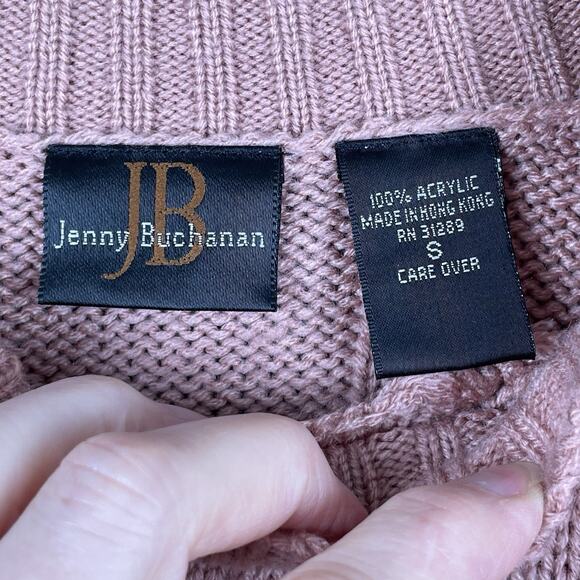 JB
Jenny Buchanan
100% ACRYLIC
MADE IN HONG KONG
RN 31289
S
CARE OVER